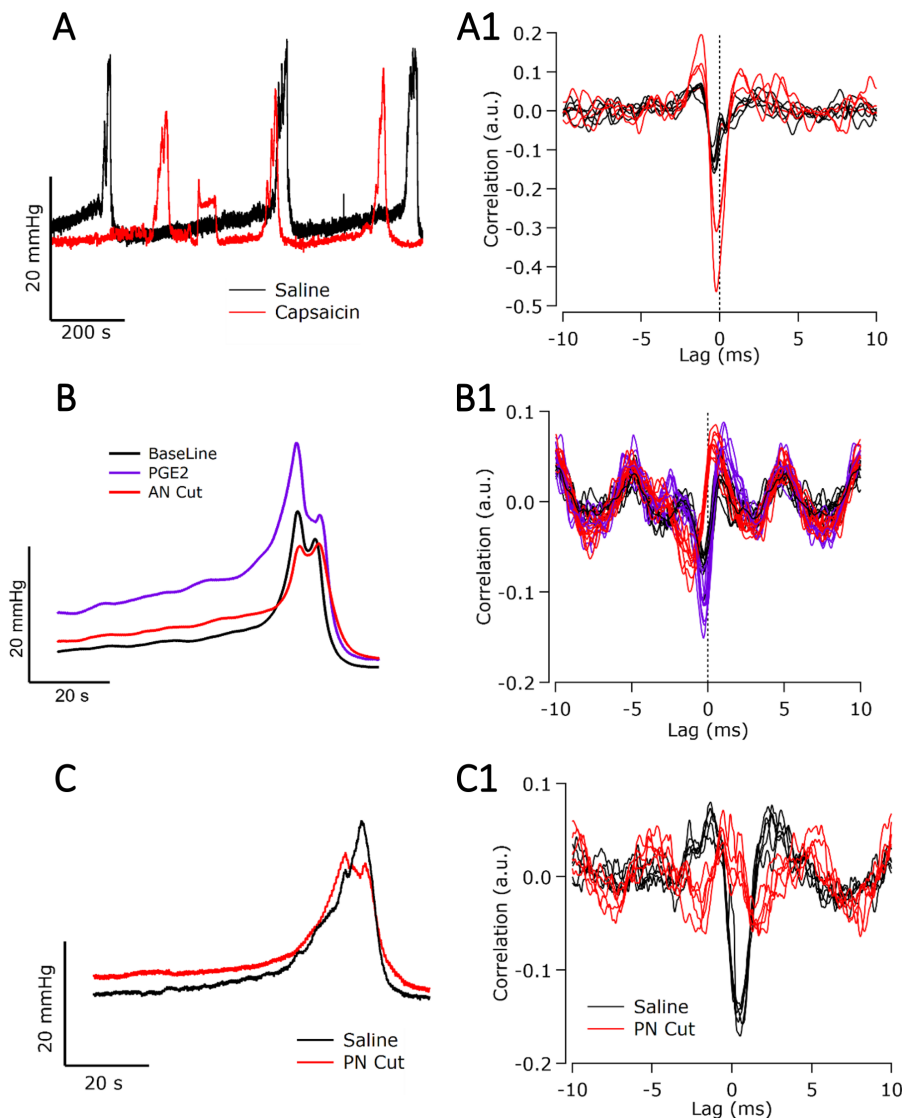 A
20 mmHg
200 s
Saline
Capsaicin
A1
0.2
0.1
0.0
-0.1
-0.2
-0.3
-0.4
-0.5
Correlation (a.u.)
-10
-5
0
5
10
Lag (ms)
B
BaseLine
PGE2
AN Cut
20 mmHg
20 s
B1
0.1
0.0
-0.1
-0.2
Correlation (a.u.)
-10
-5
0
5
10
Lag (ms)
C
20 mmHg
20 s
Saline
PN Cut
C1
0.1
0.0
-0.1
-0.2
Correlation (a.u.)
Saline
PN Cut
-10
-5
0
5
10
Lag (ms)